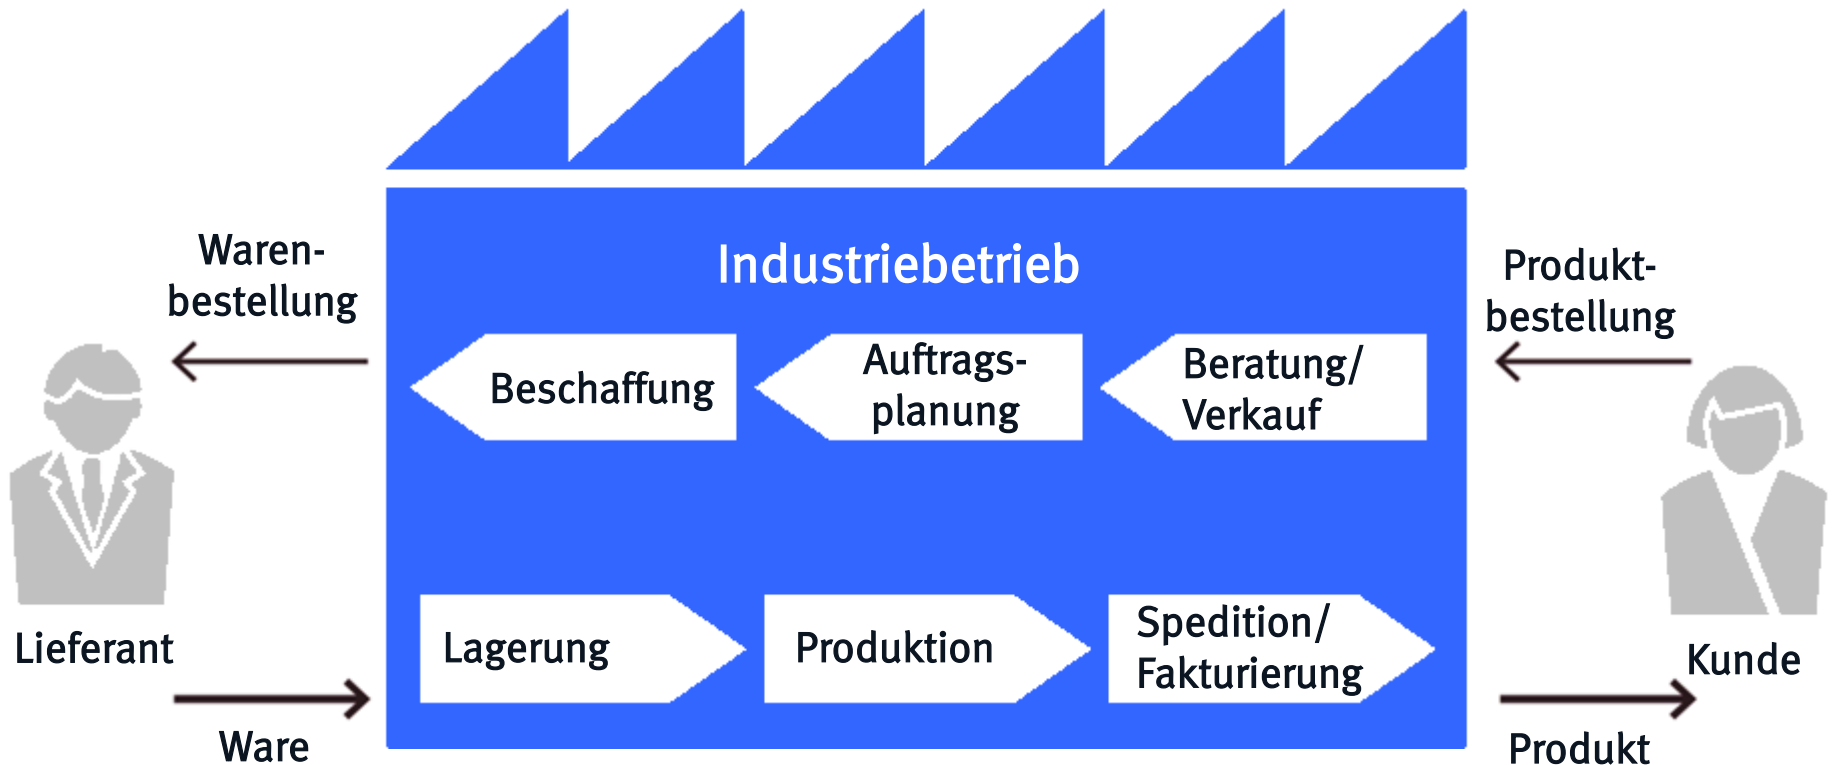 Industriebetrieb
Waren-
bestellung
Produkt-
bestellung
Beschaffung
Auftrags-
planung
Beratung/
Verkauf
Lieferant
Lagerung
Produktion
Spedition/
Fakturierung
Kunde
Ware
Produkt